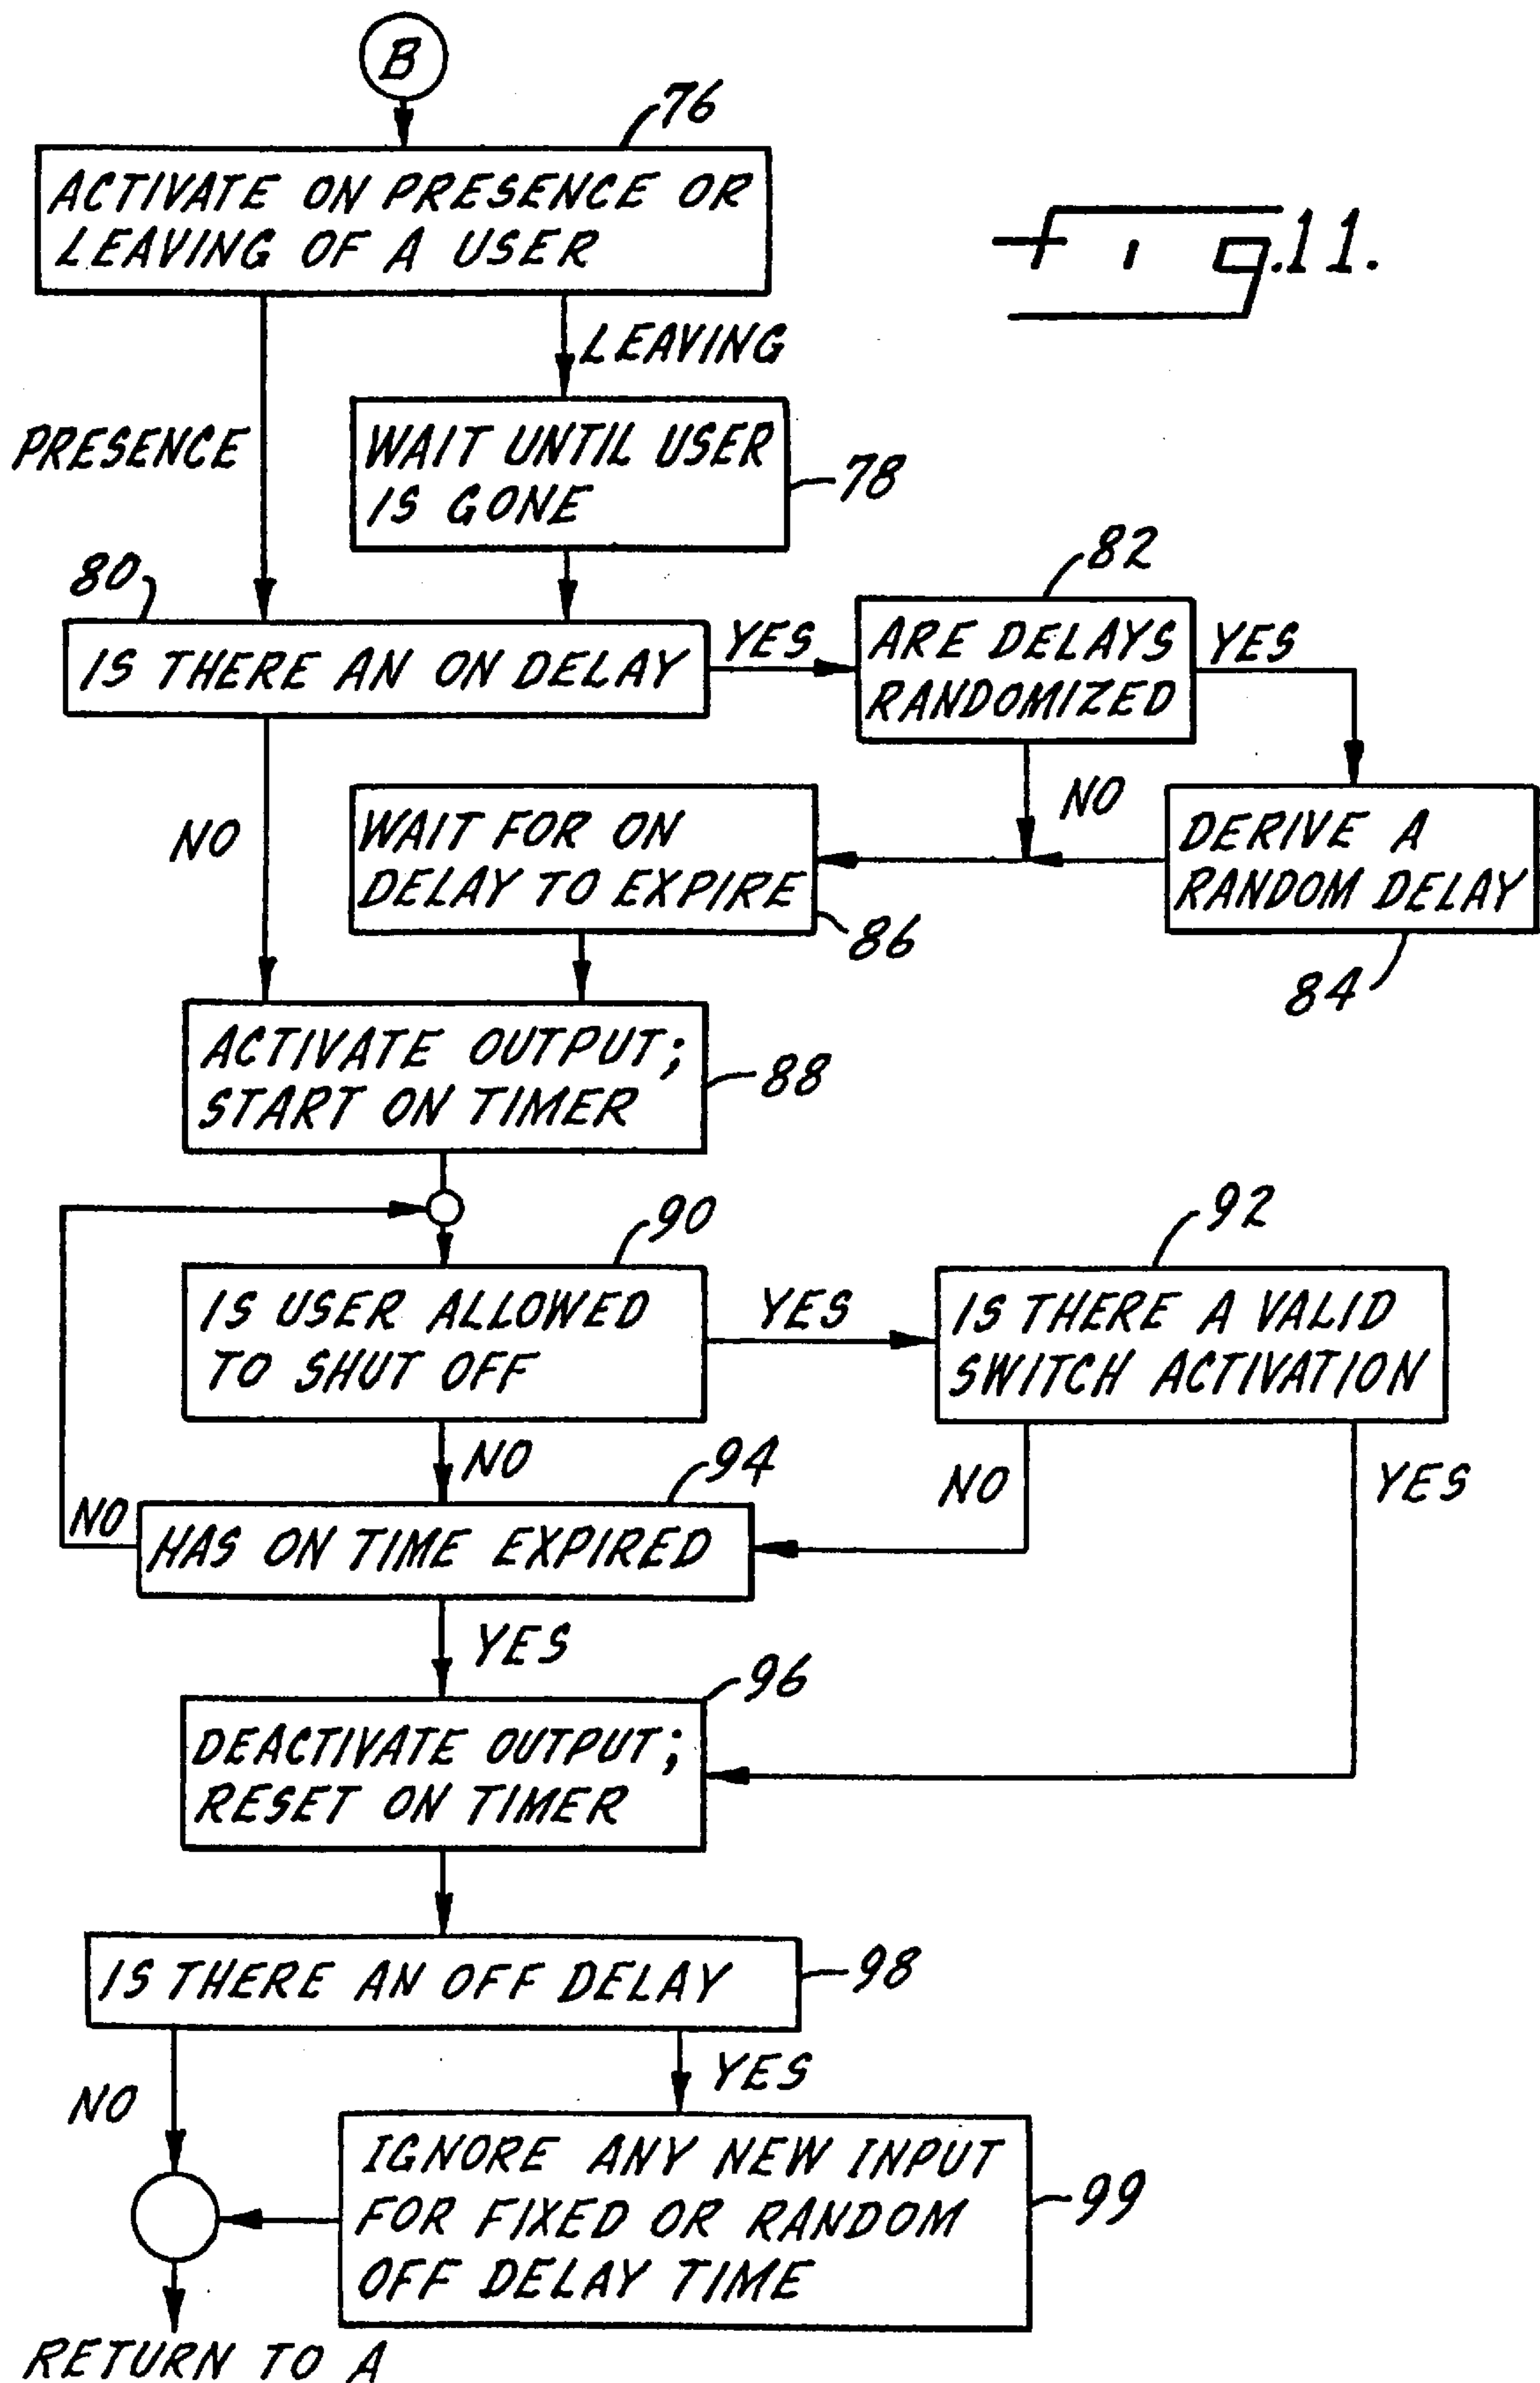 B
76
ACTIVATE ON PRESENCE OR
LEAVING OF A USER
Fig.11.
LEAVING
PRESENCE
WAIT UNTIL USER
IS GONE
78
80
IS THERE AN ON DELAY
YES
82
ARE DELAYS
RANDOMIZED
YES
NO
NO
WAIT FOR ON
DELAY TO EXPIRE
86
DERIVE A
RANDOM DELAY
84
ACTIVATE OUTPUT;
START ON TIMER
88
90
IS USER ALLOWED
TO SHUT OFF
YES
92
IS THERE A VALID
SWITCH ACTIVATION
NO
94
NO
YES
NO
HAS ON TIME EXPIRED
YES
96
DEACTIVATE OUTPUT;
RESET ON TIMER
IS THERE AN OFF DELAY
98
NO
YES
IGNORE ANY NEW INPUT
FOR FIXED OR RANDOM
OFF DELAY TIME
99
RETURN TO A